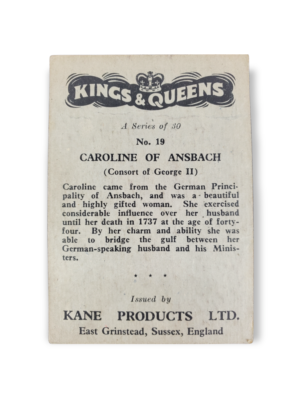 KINGS & QUEENS
A Series of 30
No. 19
CAROLINE OF ANSBACH
(Consort of George II)
Caroline came from the German Princi-
pality of Ansbach, and was a beautiful
and highly gifted woman. She exercised
considerable influence over her husband
until her death in 1737 at the age of forty-
four. By her charm and ability she was
able to bridge the gulf between her
German-speaking husband and his Minis-
ters.
Issued by
KANE PRODUCTS LTD.
East Grinstead, Sussex, England